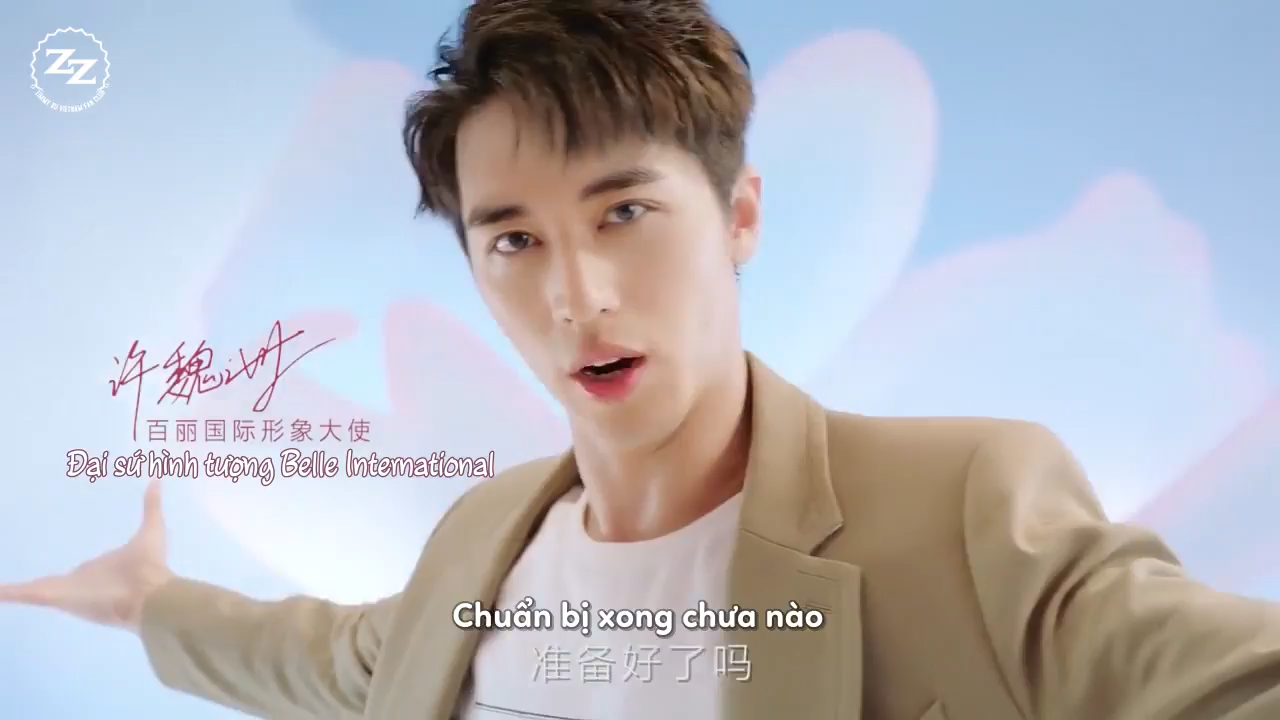 ZZ
许魏洲
百丽国际形象大使
Đại sứ hình tượng Belle International
Chuẩn bị xong chưa nào
准备好了吗